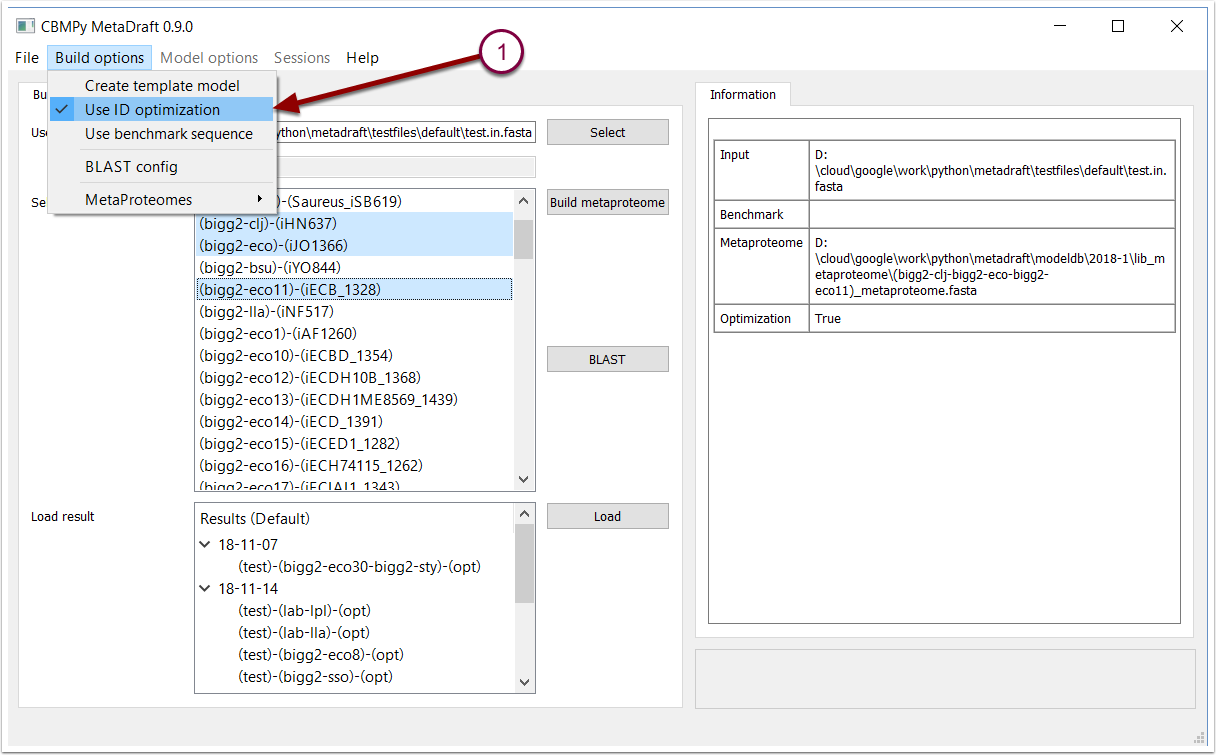 CBMPy MetaDraft 0.9.0
File Build options Model options Sessions Help
1
Create template model
Use ID optimization
Use benchmark sequence
BLAST config
MetaProteomes
ython\metadraft\testfiles\default\test.in.fasta
Select
)-(Saureus_iSB619)
Build metaproteome
(bigg2-clj)-(iHN637)
(bigg2-eco)-(iJO1366)
(bigg2-bsu)-(iYO844)
(bigg2-eco11)-(iECB_1328)
(bigg2-lla)-(iNF517)
(bigg2-eco1)-(iAF1260)
(bigg2-eco10)-(iECBD_1354)
(bigg2-eco12)-(iECDH10B_1368)
(bigg2-eco13)-(iECDH1ME8569_1439)
(bigg2-eco14)-(iECD_1391)
(bigg2-eco15)-(iECED1_1282)
(bigg2-eco16)-(iECH74115_1262)
(bigg2-eco17)-(iECIAI1_1343)
BLAST
Load result
Results (Default)
18-11-07
(test)-(bigg2-eco30-bigg2-sty)-(opt)
18-11-14
(test)-(lab-lpl)-(opt)
(test)-(lab-lla)-(opt)
(test)-(bigg2-eco8)-(opt)
(test)-(bigg2-sso)-(opt)
Load
Information
Input
D:
\cloud\google\work\python\metadraft\testfiles\default\test.in.
fasta
Benchmark
Metaproteome
D:
\cloud\google\work\python\metadraft\modeldb\2018-1\lib_m
etaproteome\(bigg2-clj-bigg2-eco-bigg2-
eco11)_metaproteome.fasta
Optimization
True